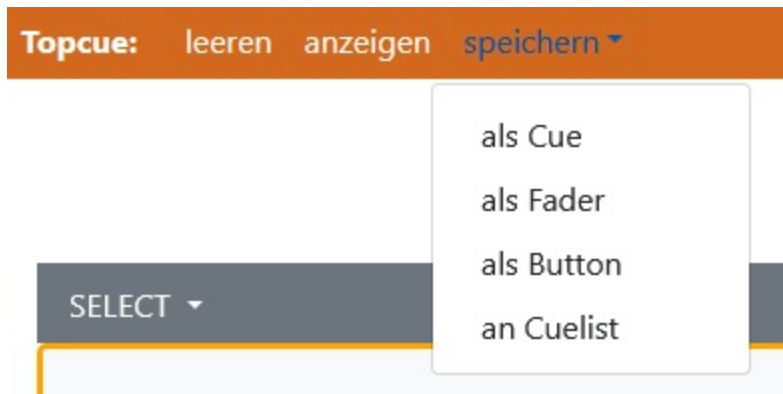 Topcue: leeren anzeigen speichern
als Cue
als Fader
als Button
an Cuelist
SELECT